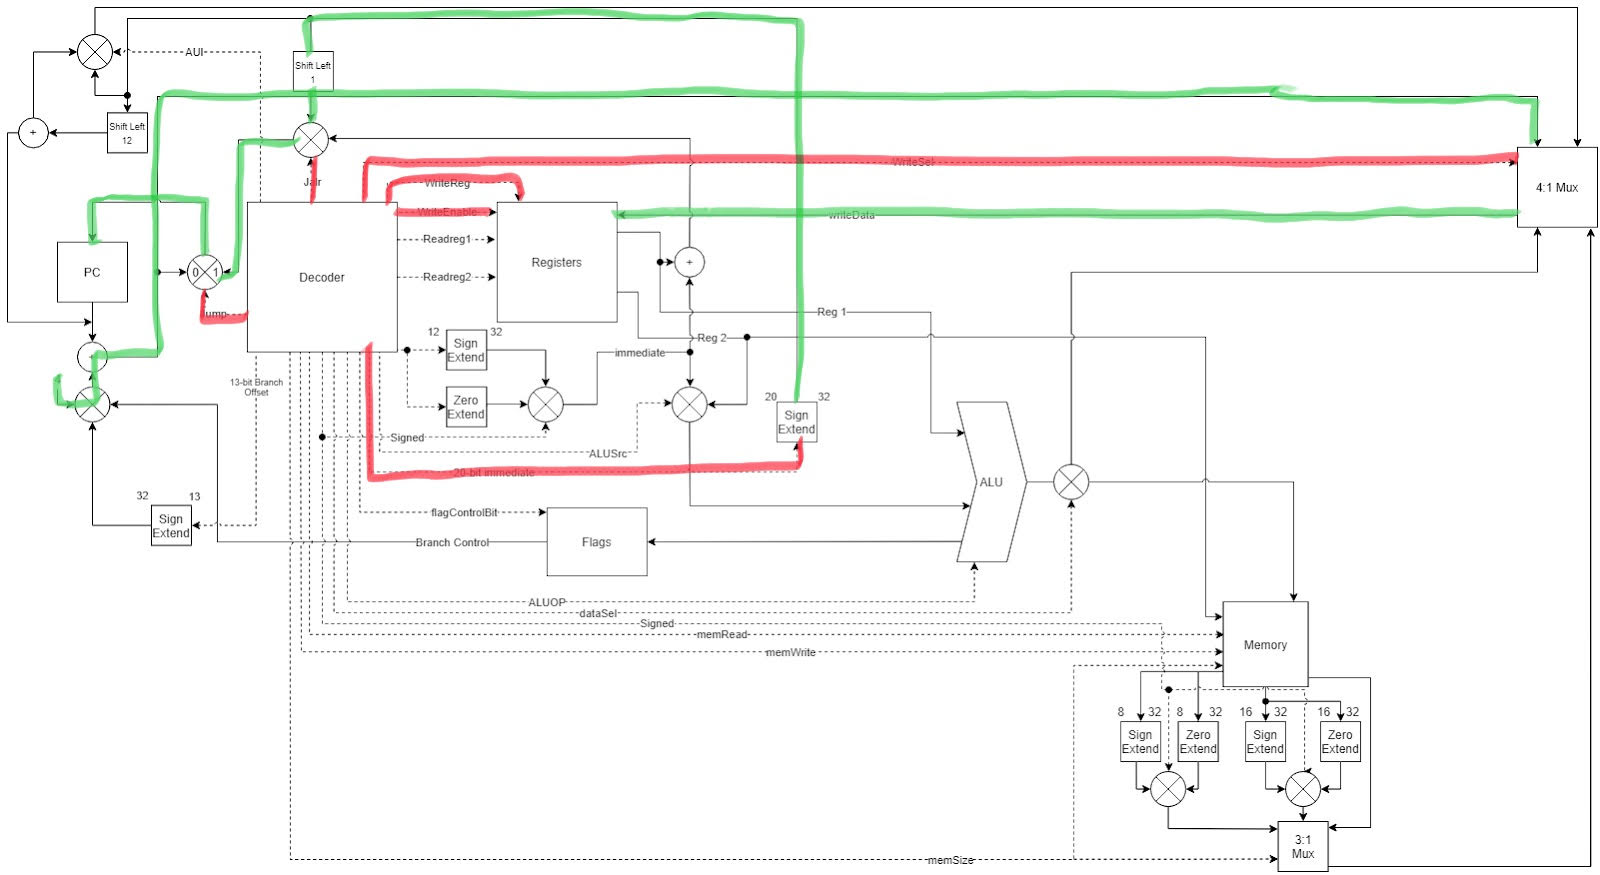 AUI
Shift Left
1
Shift Left
12
+
WriteSel
4:1 Mux
Jalr
WriteReg
WriteEnable
writeData
Readreg1
Readreg2
Registers
PC
0 1
Decoder
+
Jump
Reg 1
12 32
Sign
Extend
Reg 2
immediate
13-bit Branch
Offset
Zero
Extend
20 32
Sign
Extend
Signed
ALUSrc
20-bit immediate
ALU
32 13
Sign
Extend
flagControlBit
Branch Control
Flags
ALUOP
dataSel
Signed
memRead
memWrite
Memory
8 32 8 32 16 32 16 32
Sign
Extend
Zero
Extend
Sign
Extend
Zero
Extend
3:1
Mux
memSize